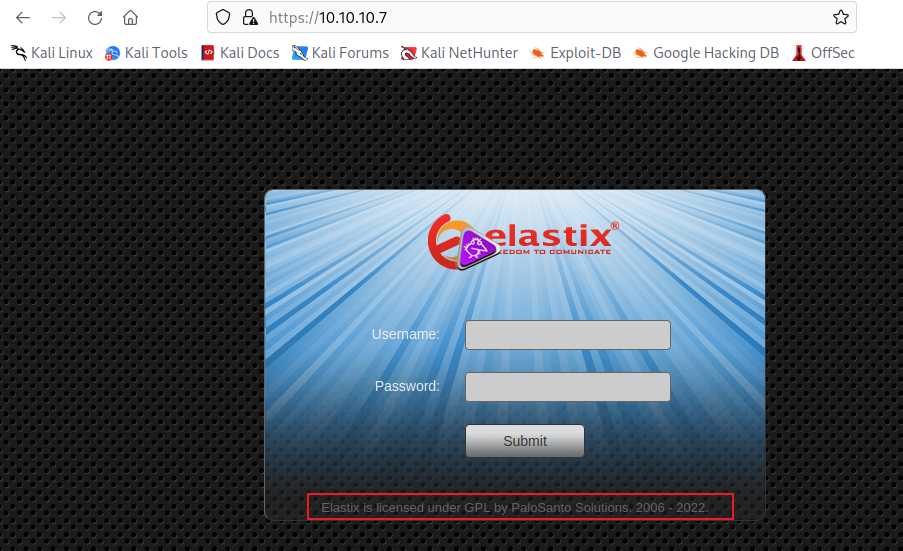 https://10.10.10.7
Kali Linux Kali Tools Kali Docs Kali Forums Kali NetHunter Exploit-DB Google Hacking DB OffSec
elastix®
EDOM TO COMUNICATE
Username:
Password:
Submit
Elastix is licensed under GPL by PaloSanto Solutions. 2006 - 2022.